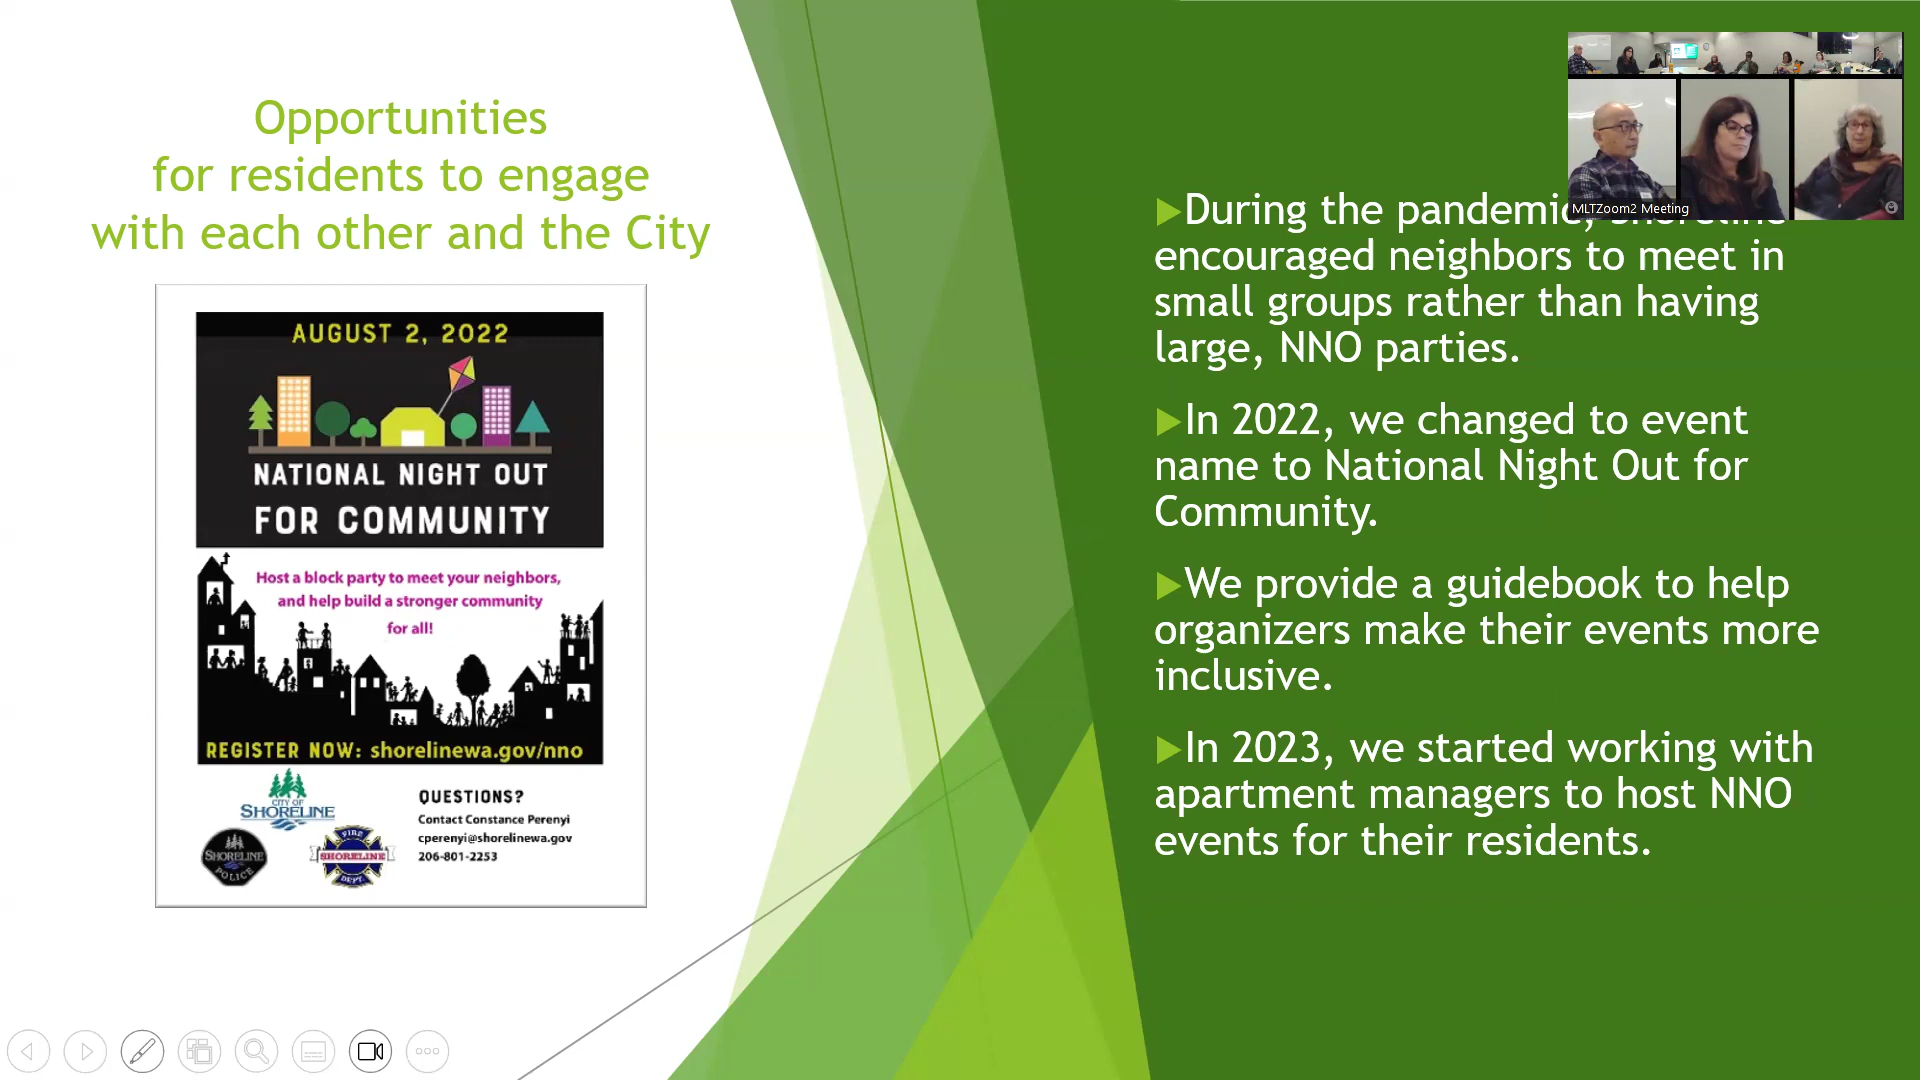 Opportunities
for residents to engage
with each other and the City
AUGUST 2, 2022
NATIONAL NIGHT OUT
FOR COMMUNITY
Host a block party to meet your neighbors,
and help build a stronger community
for all!
REGISTER NOW: shorelinewa.gov/nno
CITY OF
SHORELINE
SHORELINE
POLICE
FIRE
SHORELINE
DEPT.
QUESTIONS?
Contact Constance Perenyi
cperenyi@shorelinewa.gov
206-801-2253
MLTZoom2 Meeting
During the pandemic, Shoreline
encouraged neighbors to meet in
small groups rather than having
large, NNO parties.
In 2022, we changed to event
name to National Night Out for
Community.
We provide a guidebook to help
organizers make their events more
inclusive.
In 2023, we started working with
apartment managers to host NNO
events for their residents.